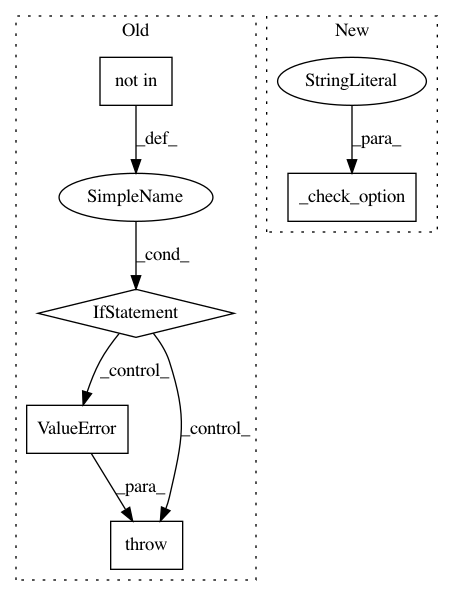 Old
New
not in
StringLiteral
_def_
_para_
SimpleName
_check_option
_cond_
IfStatement
_control_
ValueError
_control_
_para_
throw